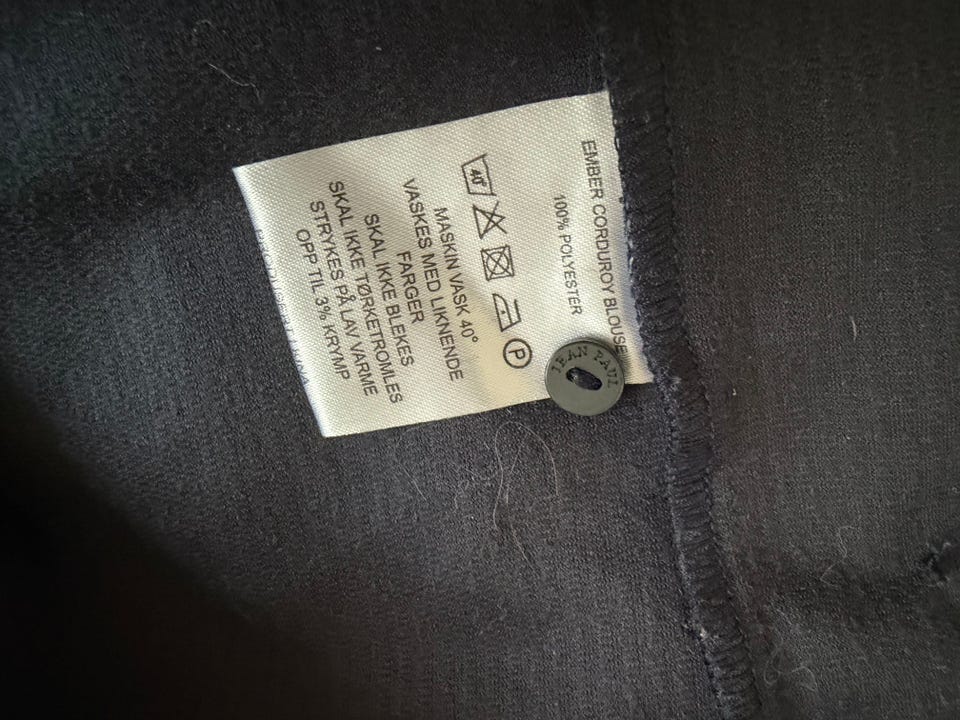 EMBER CORDUROY BLOUSE
100% POLYESTER
40°
P
MASKIN VASK 40°
VASKES MED LIKNENDE
FARGER
SKAL IKKE BLEKES
SKAL IKKE TØRKETROMLES
STRYKES PÅ LAV VARME
OPP TIL 3% KRYMP
JEAN PAUL